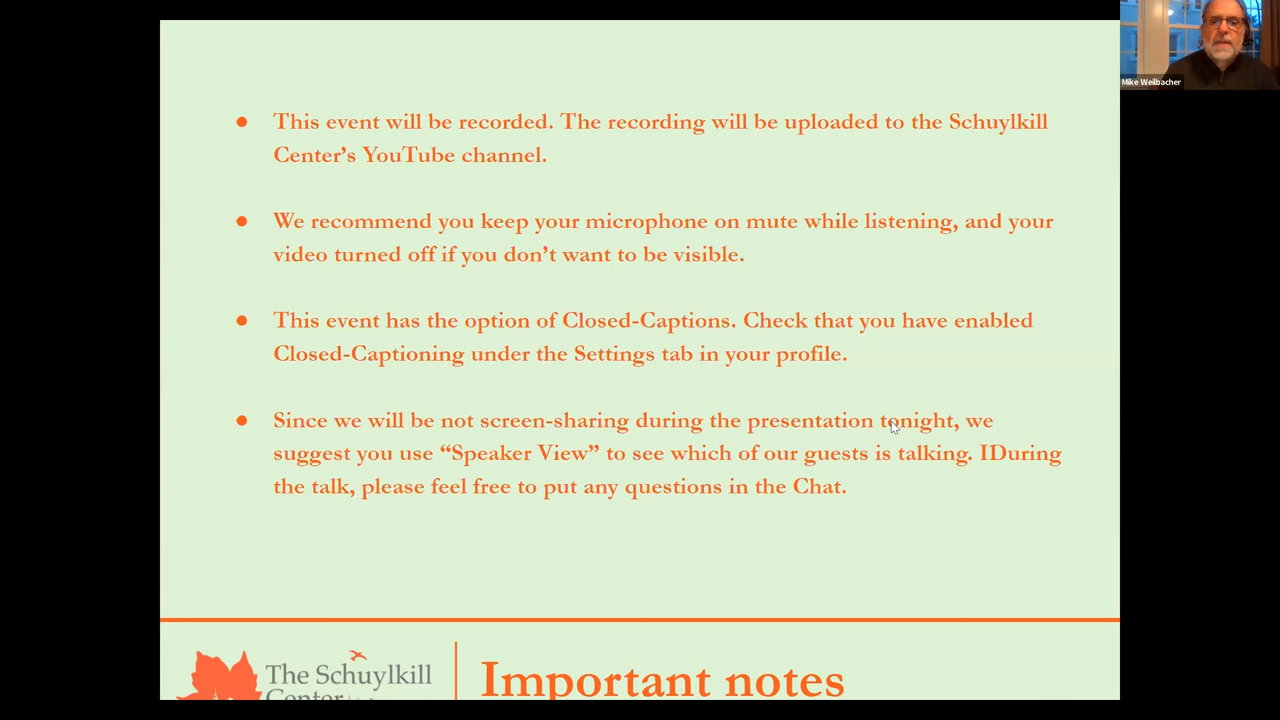 This event will be recorded. The recording will be uploaded to the Schuylkill
Center’s YouTube channel.
We recommend you keep your microphone on mute while listening, and your
video turned off if you don’t want to be visible.
This event has the option of Closed-Captions. Check that you have enabled
Closed-Captioning under the Settings tab in your profile.
Since we will be not screen-sharing during the presentation tonight, we
suggest you use “Speaker View” to see which of our guests is talking. IDuring
the talk, please feel free to put any questions in the Chat.
The Schuylkill
Center
Important notes
Mike Weilbacher